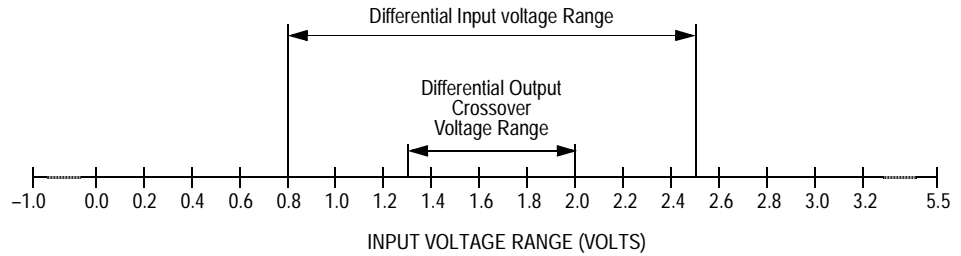 Differential Input voltage Range
Differential Output
Crossover
Voltage Range
–1.0 0.0 0.2 0.4 0.6 0.8 1.0 1.2 1.4 1.6 1.8 2.0 2.2 2.6 2.8 3.0 3.2 5.5
INPUT VOLTAGE RANGE (VOLTS)